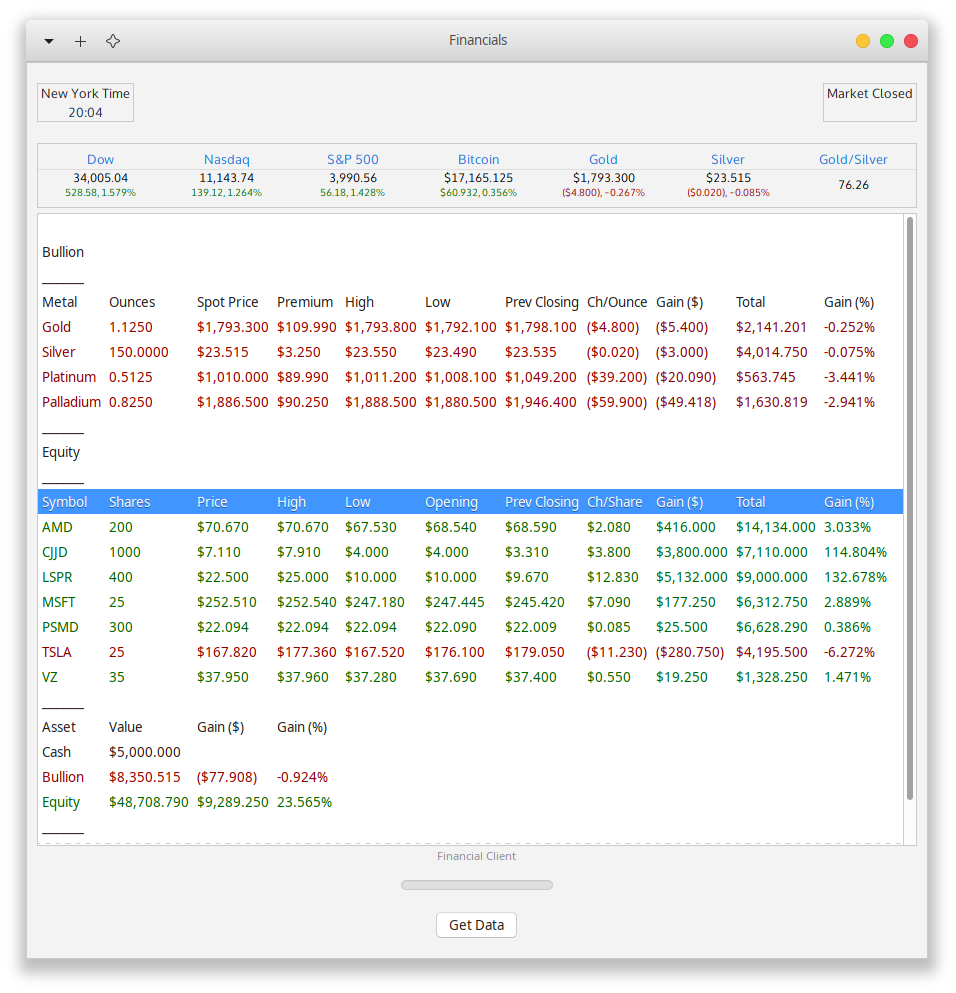 Financials
New York Time Market Closed
20:04
Dow Nasdaq S&P 500 Bitcoin Gold Silver Gold/Silver
34,005.04 11,143.74 3,990.56 $17,165.125 $1,793.300 $23.515 76.26
528.58, 1.579% 139.12, 1.264% 56.18, 1.428% $60.932, 0.356% ($4.800), -0.267% ($0.020), -0.085%
Bullion
Metal Ounces Spot Price Premium High Low Prev Closing Ch/Ounce Gain ($) Total Gain (%)
Gold 1.1250 $1,793.300 $109.990 $1,793.800 $1,792.100 $1,798.100 ($4.800) ($5.400) $2,141.201 -0.252%
Silver 150.0000 $23.515 $3.250 $23.550 $23.490 $23.535 ($0.020) ($3.000) $4,014.750 -0.075%
Platinum 0.5125 $1,010.000 $89.990 $1,011.200 $1,008.100 $1,049.200 ($39.200) ($20.090) $563.745 -3.441%
Palladium 0.8250 $1,886.500 $90.250 $1,888.500 $1,880.500 $1,946.400 ($59.900) ($49.418) $1,630.819 -2.941%
Equity
Symbol Shares Price High Low Opening Prev Closing Ch/Share Gain ($) Total Gain (%)
AMD 200 $70.670 $70.670 $67.530 $68.540 $68.590 $2.080 $416.000 $14,134.000 3.033%
CJJD 1000 $7.110 $7.910 $4.000 $4.000 $3.310 $3.800 $3,800.000 $7,110.000 114.804%
LSPR 400 $22.500 $25.000 $10.000 $10.000 $9.670 $12.830 $5,132.000 $9,000.000 132.678%
MSFT 25 $252.510 $252.540 $247.180 $247.445 $245.420 $7.090 $177.250 $6,312.750 2.889%
PSMD 300 $22.094 $22.094 $22.094 $22.090 $22.009 $0.085 $25.500 $6,628.290 0.386%
TSLA 25 $167.820 $177.360 $167.520 $176.100 $179.050 ($11.230) ($280.750) $4,195.500 -6.272%
VZ 35 $37.950 $37.960 $37.280 $37.690 $37.400 $0.550 $19.250 $1,328.250 1.471%
Asset Value Gain ($) Gain (%)
Cash $5,000.000
Bullion $8,350.515 ($77.908) -0.924%
Equity $48,708.790 $9,289.250 23.565%
Financial Client
Get Data